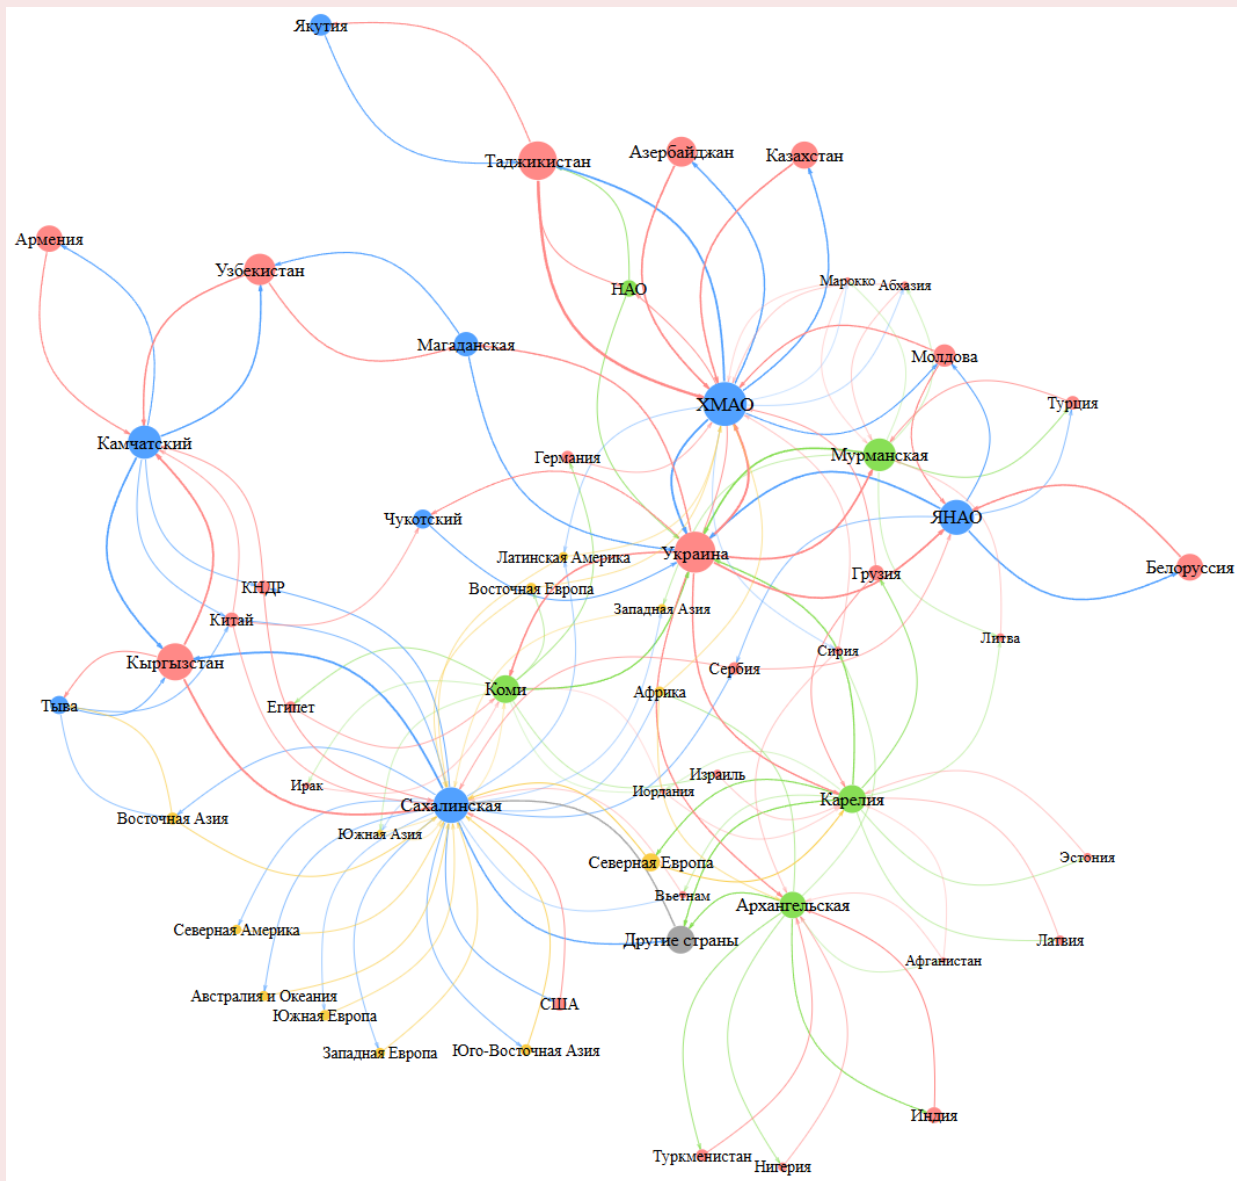 Якутия
Таджикистан
Азербайджан
Казахстан
Армения
Узбекистан
НАО
Марокко
Абхазия
Магаданская
Молдова
ХМАО
Турция
Камчатский
Германия
Мурманская
Чукотский
ЯНАО
Латинская Америка
Украина
Восточная Европа
Грузия
Белоруссия
КНДР
Западная Азия
Китай
Литва
Кыргызстан
Сирия
Сербия
Коми
Африка
Тыва
Египет
Ирак
Израиль
Иордания
Карелия
Сахалинская
Восточная Азия
Южная Азия
Северная Европа
Эстония
Вьетнам
Архангельская
Северная Америка
Другие страны
Латвия
Афганистан
Австралия и Океания
США
Южная Европа
Западная Европа
Юго-Восточная Азия
Индия
Туркменистан
Нигерия